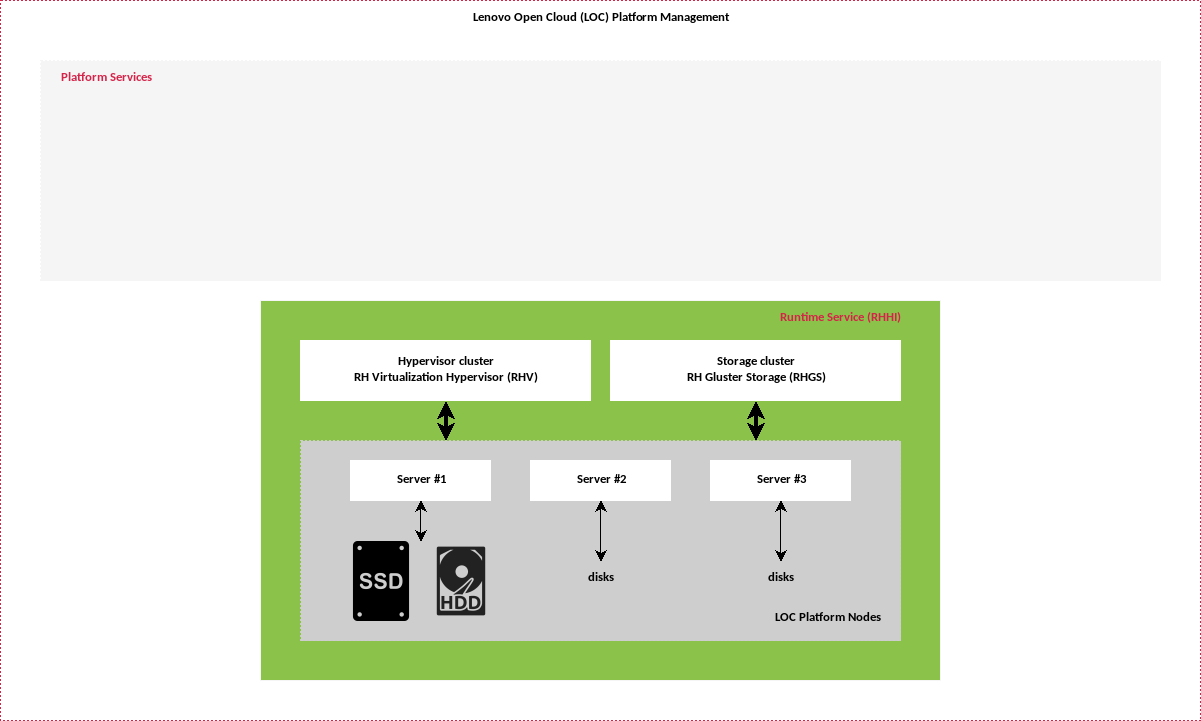 Lenovo Open Cloud (LOC) Platform Management
Platform Services
Runtime Service (RHHI)
Hypervisor cluster
RH Virtualization Hypervisor (RHV)
Storage cluster
RH Gluster Storage (RHGS)
Server #1
Server #2
Server #3
SSD
HDD
disks
disks
LOC Platform Nodes